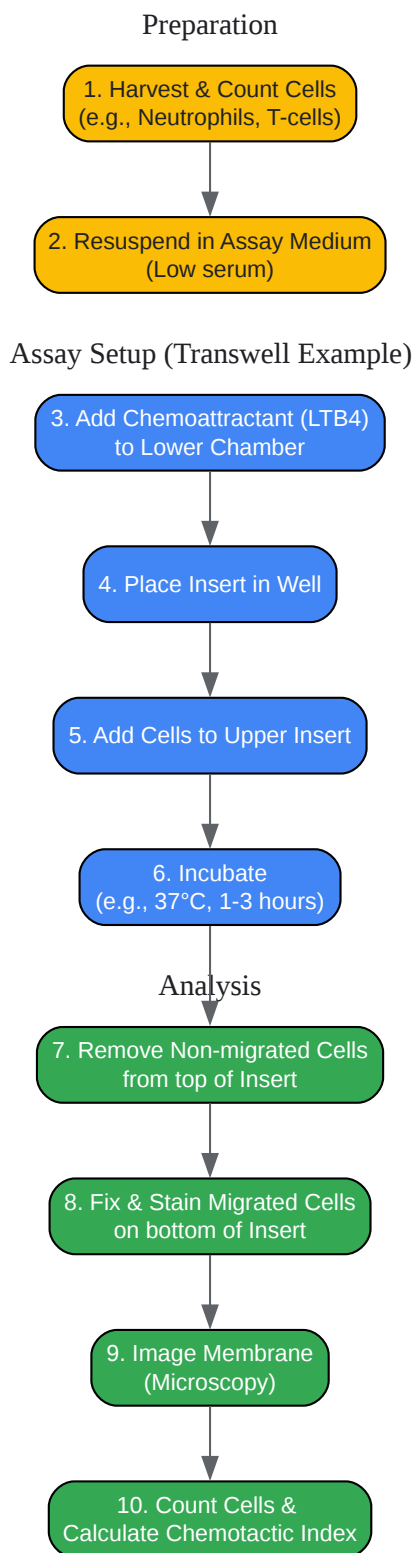 Preparation
1. Harvest & Count Cells
(e.g., Neutrophils, T-cells)
2. Resuspend in Assay Medium
(Low serum)
Assay Setup (Transwell Example)
3. Add Chemoattractant (LTB4)
to Lower Chamber
4. Place Insert in Well
5. Add Cells to Upper Insert
6. Incubate
(e.g., 37°C, 1-3 hours)
Analysis
7. Remove Non-migrated Cells
from top of Insert
8. Fix & Stain Migrated Cells
on bottom of Insert
9. Image Membrane
(Microscopy)
10. Count Cells &
Calculate Chemotactic Index